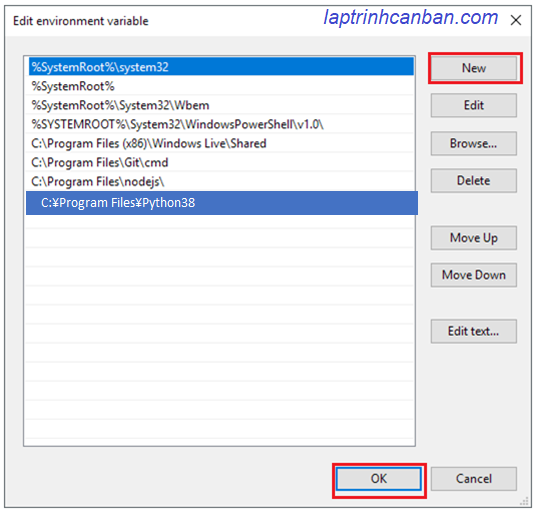 Edit environment variable
laptrinhcanban.com
%SystemRoot%\system32
New
%SystemRoot%
%SystemRoot%\System32\Wbem
Edit
%SYSTEMROOT%\System32\WindowsPowerShell\v1.0\
C:\Program Files (x86)\Windows Live\Shared
Browse...
C:\Program Files\Git\cmd
C:\Program Files\nodejs\
Delete
C:¥Program Files¥Python38
Move Up
Move Down
Edit text...
OK
Cancel